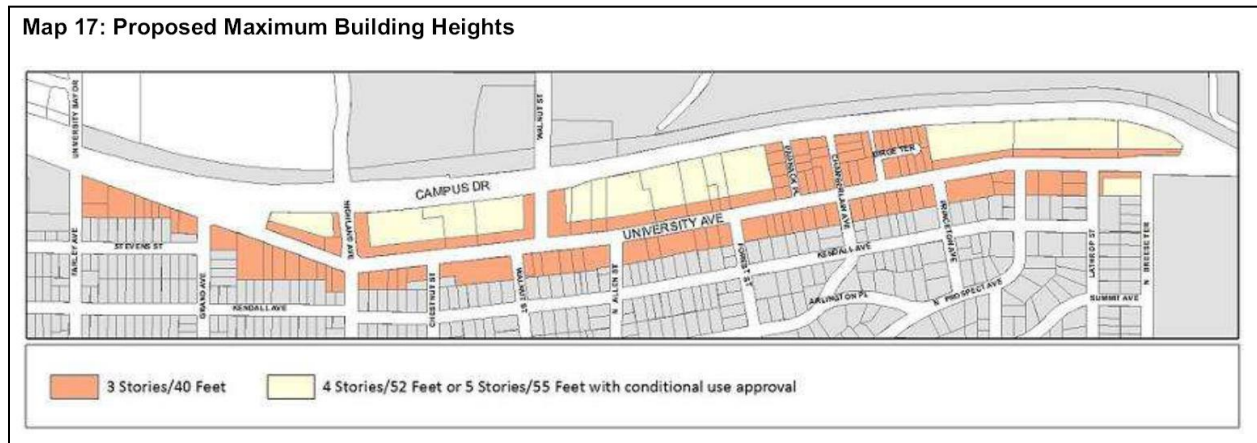 Map 17: Proposed Maximum Building Heights
UNIVERSITY BAY DR
WALNUT ST
CAMPUS DR
HIGHLAND AVE
CHAMBERLAIN AVE
UNIVERSITY AVE
FARLEY AVE
STEVENS ST
GRAND AVE
KENDALL AVE
CHESTNUT ST
WALNUT ST
N ALLEN ST
FOREST ST
KENDALL AVE
ARLINGTON PL
PRINCETON AVE
N PROSPECT AVE
LATHROP ST
SUMMIT AVE
N BREESE TER
3 Stories/40 Feet
4 Stories/52 Feet or 5 Stories/55 Feet with conditional use approval